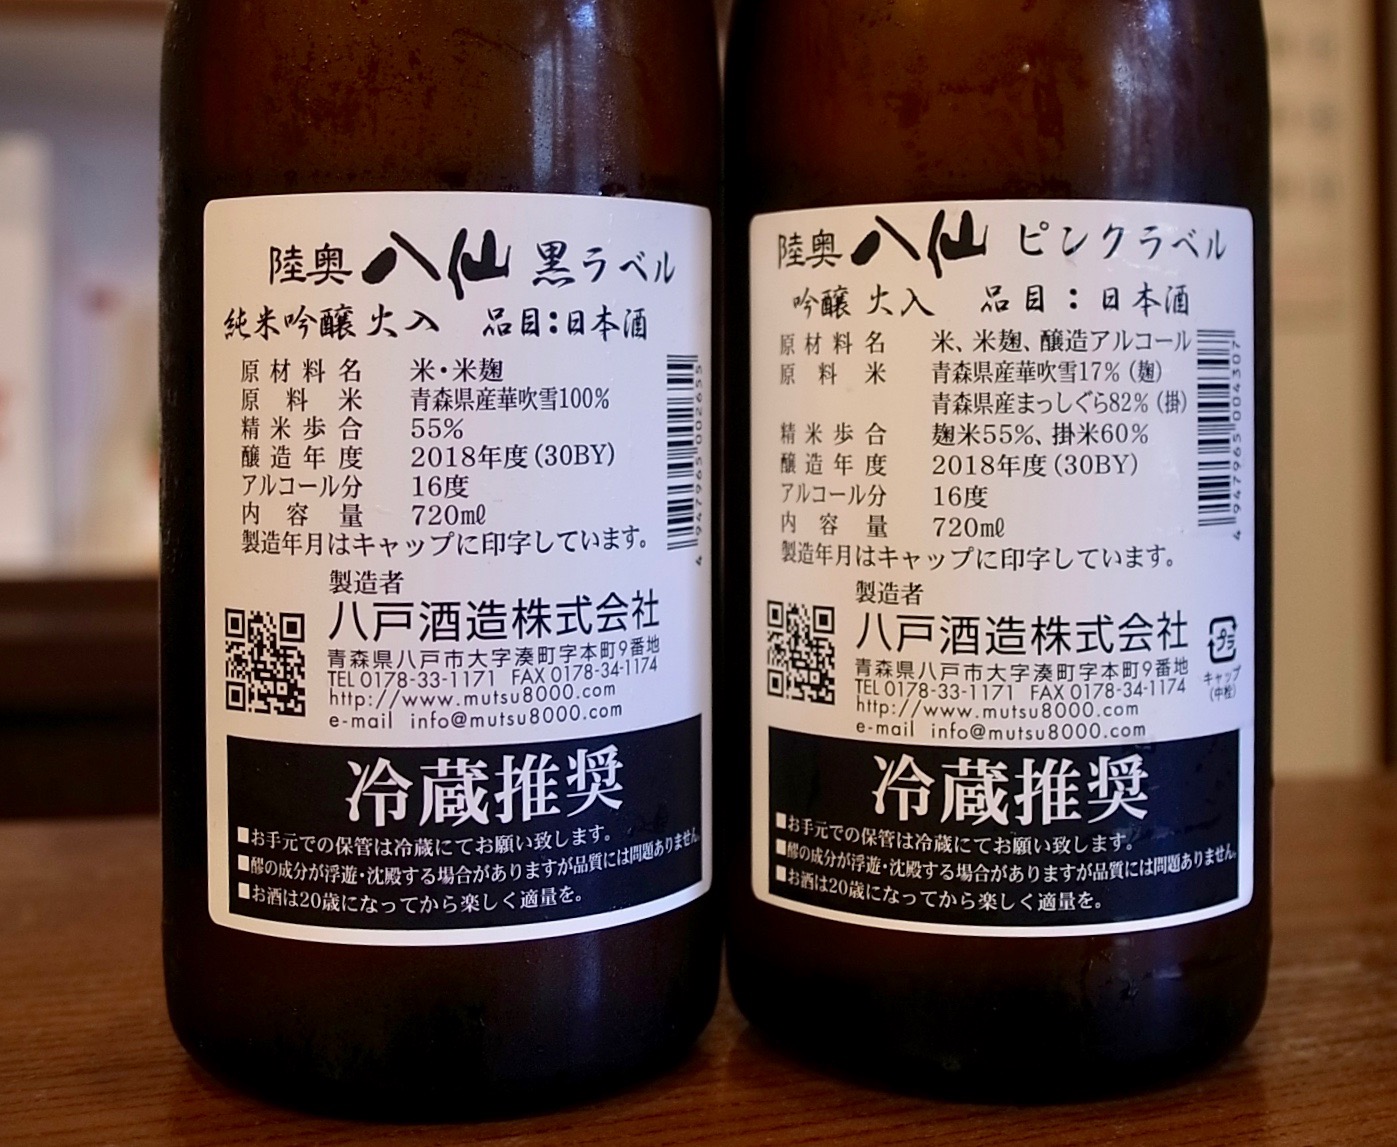 陸奥 八仙 黒ラベル
純米吟醸 火入 品目：日本酒
原材料名 米・米麹
原料米 青森県産華吹雪100%
精米歩合 55%
醸造年度 2018年度（30BY）
アルコール分 16度
内容量 720㎖
製造年月はキャップに印字しています。
4 947965 002655
製造者
八戸酒造株式会社
青森県八戸市大字湊町字本町9番地
TEL 0178-33-1171 FAX 0178-34-1174
http://www.mutsu8000.com
e-mail info@mutsu8000.com
冷蔵推奨
■お手元での保管は冷蔵にてお願い致します。
■醪の成分が浮遊・沈殿する場合がありますが品質には問題ありません。
■お酒は20歳になってから楽しく適量を。
陸奥 八仙 ピンクラベル
吟醸 火入 品目：日本酒
原材料名 米、米麹、醸造アルコール
原料米 青森県産華吹雪17%（麹）
青森県産まっしぐら82%（掛）
精米歩合 麹米55%、掛米60%
醸造年度 2018年度（30BY）
アルコール分 16度
内容量 720㎖
製造年月はキャップに印字しています。
4 947965 004307
製造者
八戸酒造株式会社
青森県八戸市大字湊町字本町9番地
TEL 0178-33-1171 FAX 0178-34-1174
http://www.mutsu8000.com
e-mail info@mutsu8000.com
プラ
キャップ
（中栓）
冷蔵推奨
■お手元での保管は冷蔵にてお願い致します。
■醪の成分が浮遊・沈殿する場合がありますが品質には問題ありません。
■お酒は20歳になってから楽しく適量を。